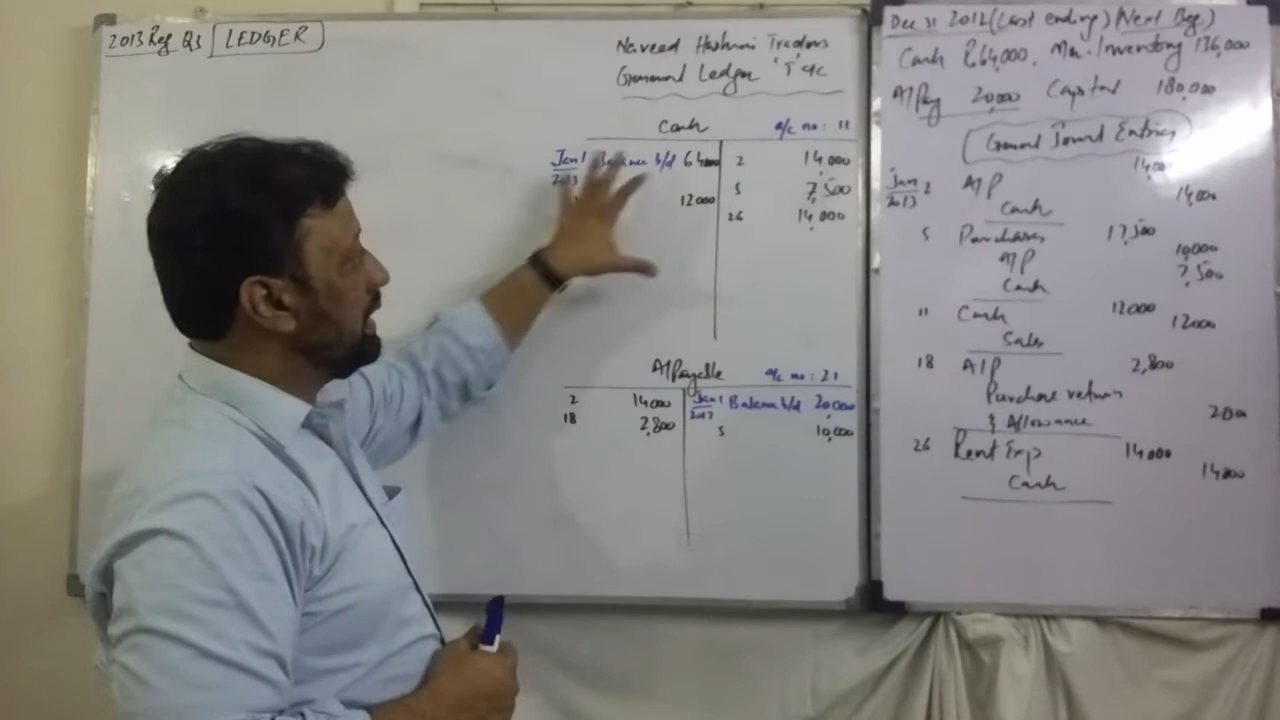 2013 Reg Q3 LEDGER
Naveed Hashmi Traders
General Ledger 'T' a/c
Cash a/c no: 11
Jan 1 2013 Balance b/d 64000 2 14,000
12000 5 7,500
26 14,000
A/Payable a/c no: 21
2 14000 Jan 1 2013 Balance b/d 20,000
18 2,800 5 10,000
Dec 31 2012 (Last ending) (Next Beg)
Cash R.64,000, Mer. Inventory 136,000
A/Pay 20,000 Capital 180,000
General Journal Entries
Jan 2013 2 A/P 14,000
Cash 14,000
5 Purchases 17,500
A/P 10,000
Cash 7,500
11 Cash 12000
Sales 12000
18 A/P 2,800
Purchase return
& Allowance
26 Rent Exp 14,000
Cash 14,000